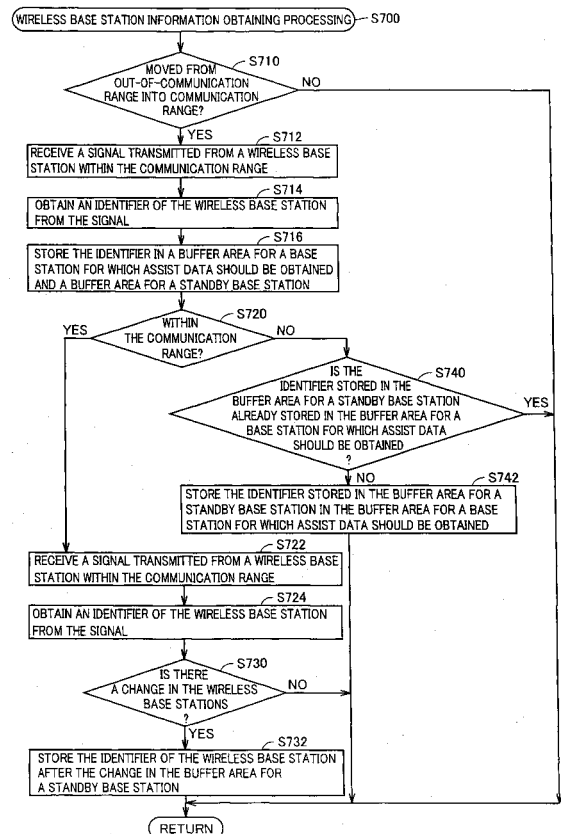 WIRELESS BASE STATION INFORMATION OBTAINING PROCESSING
S700
S710
MOVED FROM
OUT-OF-COMMUNICATION
RANGE INTO COMMUNICATION
RANGE?
NO
YES
S712
RECEIVE A SIGNAL TRANSMITTED FROM A WIRELESS BASE
STATION WITHIN THE COMMUNICATION RANGE
S714
OBTAIN AN IDENTIFIER OF THE WIRELESS BASE STATION
FROM THE SIGNAL
S716
STORE THE IDENTIFIER IN A BUFFER AREA FOR A BASE
STATION FOR WHICH ASSIST DATA SHOULD BE OBTAINED
AND A BUFFER AREA FOR A STANDBY BASE STATION
S720
YES
WITHIN
THE COMMUNICATION
RANGE?
NO
S740
IS THE
IDENTIFIER STORED IN THE
BUFFER AREA FOR A STANDBY BASE STATION
ALREADY STORED IN THE BUFFER AREA FOR A
BASE STATION FOR WHICH ASSIST DATA
SHOULD BE OBTAINED
?
YES
NO
S742
STORE THE IDENTIFIER STORED IN THE BUFFER AREA FOR A
STANDBY BASE STATION IN THE BUFFER AREA FOR A BASE
STATION FOR WHICH ASSIST DATA SHOULD BE OBTAINED
S722
RECEIVE A SIGNAL TRANSMITTED FROM A WIRELESS BASE
STATION WITHIN THE COMMUNICATION RANGE
S724
OBTAIN AN IDENTIFIER OF THE WIRELESS BASE STATION
FROM THE SIGNAL
S730
IS THERE
A CHANGE IN THE WIRELESS
BASE STATIONS
?
NO
YES
S732
STORE THE IDENTIFIER OF THE WIRELESS BASE STATION
AFTER THE CHANGE IN THE BUFFER AREA FOR
A STANDBY BASE STATION
RETURN